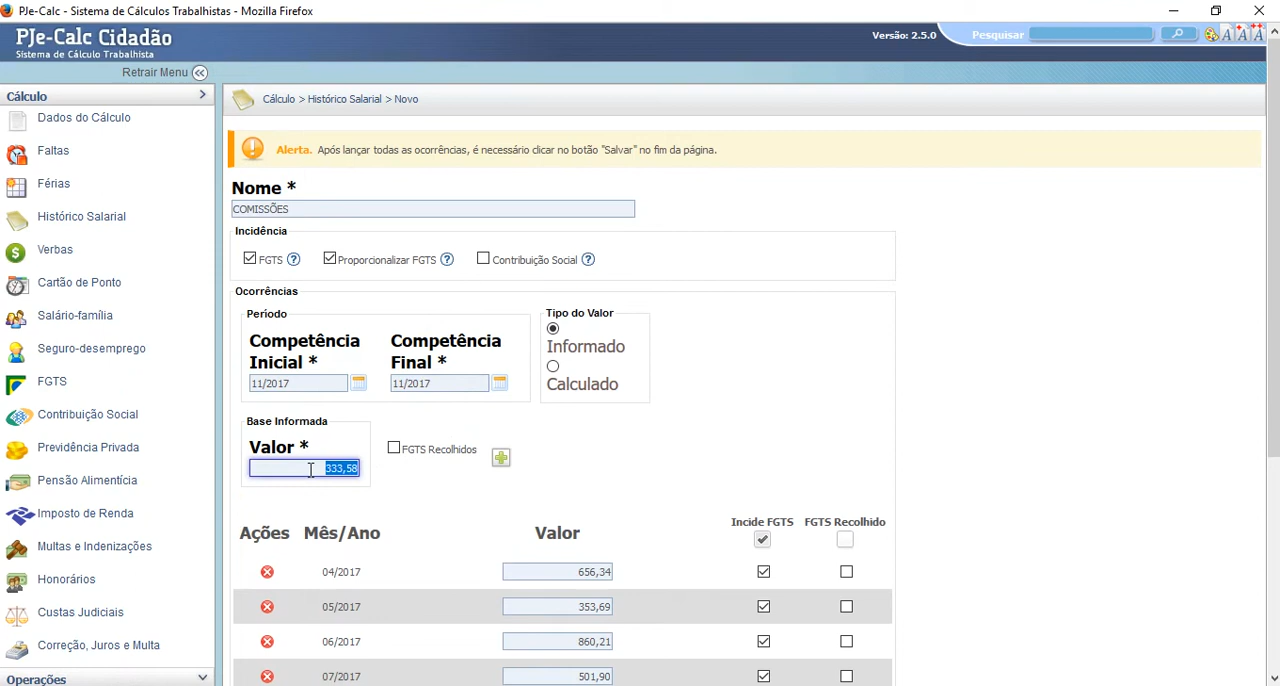 PJe-Calc - Sistema de Cálculos Trabalhistas - Mozilla Firefox
PJe-Calc Cidadão
Sistema de Cálculo Trabalhista
Versão: 2.5.0
Pesquisar
A A A
Retrair Menu
Cálculo
Dados do Cálculo
Faltas
Férias
Histórico Salarial
Verbas
Cartão de Ponto
Salário-família
Seguro-desemprego
FGTS
Contribuição Social
Previdência Privada
Pensão Alimentícia
Imposto de Renda
Multas e Indenizações
Honorários
Custas Judiciais
Correção, Juros e Multa
Operações
Cálculo > Histórico Salarial > Novo
Alerta. Após lançar todas as ocorrências, é necessário clicar no botão "Salvar" no fim da página.
Nome *
COMISSÕES
Incidência
FGTS ? Proporcionalizar FGTS ? Contribuição Social ?
Ocorrências
Período
Competência Inicial *
11/2017
Competência Final *
11/2017
Tipo do Valor
Informado
Calculado
Base Informada
Valor *
333,58
FGTS Recolhidos
Ações Mês/Ano Valor Incide FGTS FGTS Recolhido
04/2017 656,34
05/2017 353,69
06/2017 860,21
07/2017 501,90